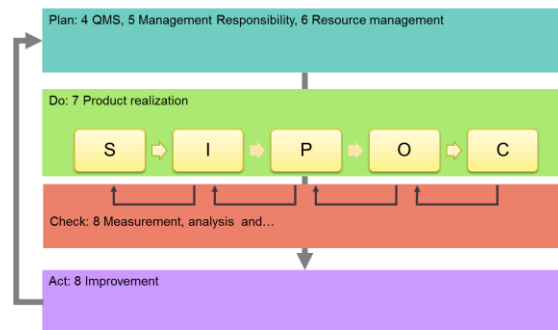 Plan: 4 QMS, 5 Management Responsibility, 6 Resource management
Do: 7 Product realization
S I P O C
Check: 8 Measurement, analysis and…
Act: 8 Improvement